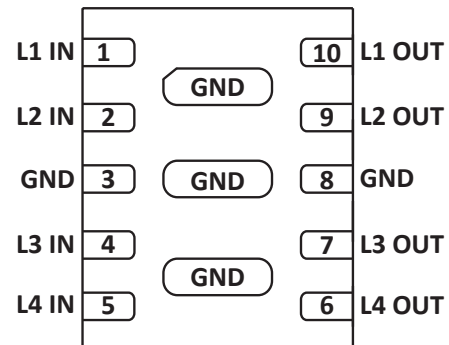 L1 IN 1 10 L1 OUT
GND
L2 IN 2 9 L2 OUT
GND 3 GND 8 GND
L3 IN 4 7 L3 OUT
GND
L4 IN 5 6 L4 OUT